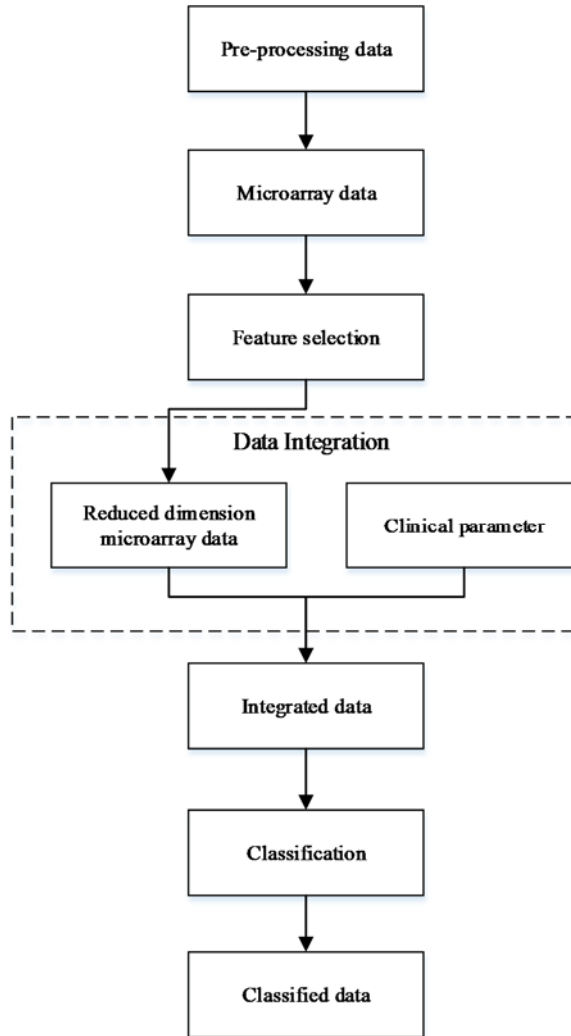 Pre-processing data
Microarray data
Feature selection
Data Integration
Reduced dimension
microarray data
Clinical parameter
Integrated data
Classification
Classified data